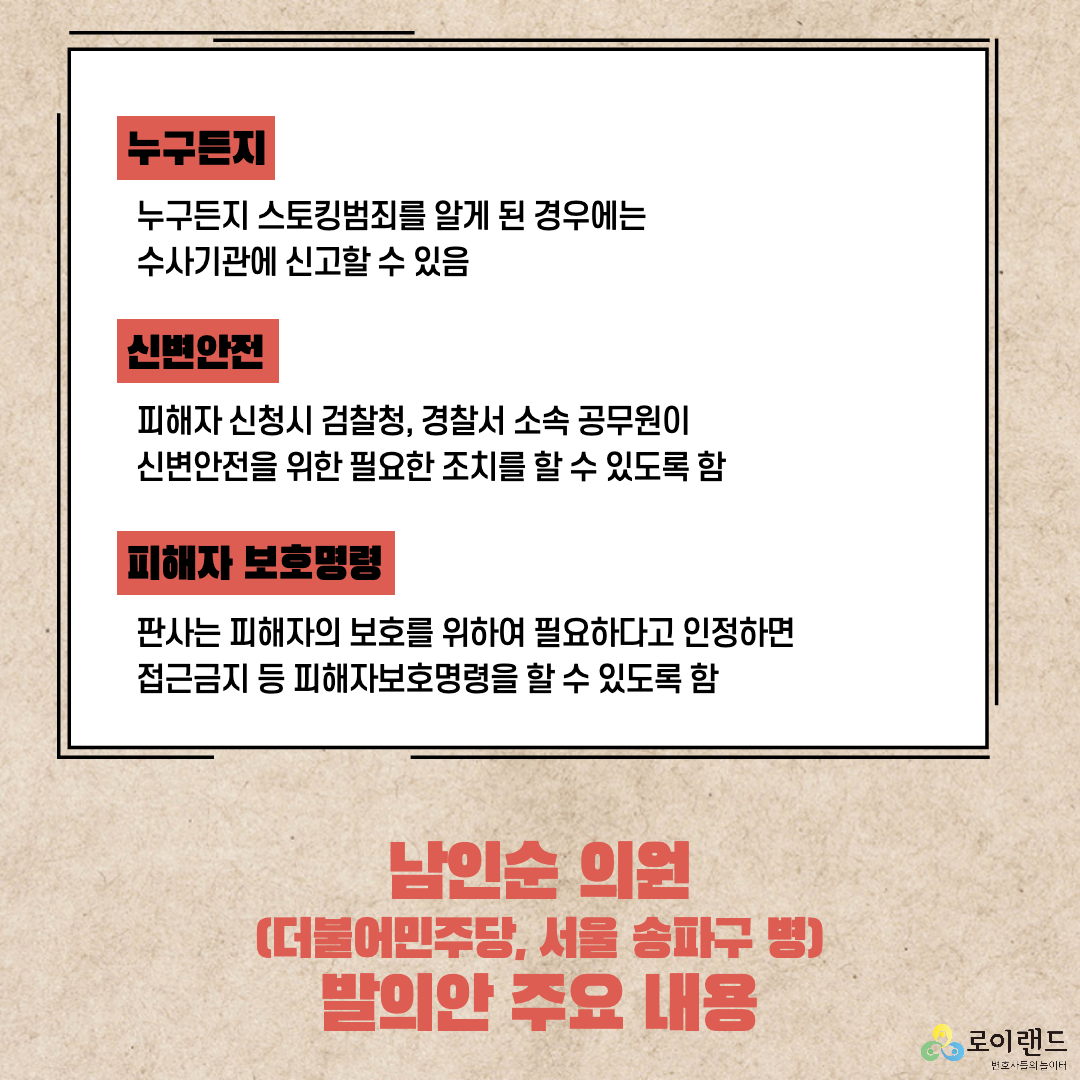 누구든지
누구든지 스토킹범죄를 알게 된 경우에는
수사기관에 신고할 수 있음
신변안전
피해자 신청시 검찰청, 경찰서 소속 공무원이
신변안전을 위한 필요한 조치를 할 수 있도록 함
피해자 보호명령
판사는 피해자의 보호를 위하여 필요하다고 인정하면
접근금지 등 피해자보호명령을 할 수 있도록 함
남인순 의원
(더불어민주당, 서울 송파구 병)
발의안 주요 내용
로이랜드
변호사들의 놀이터